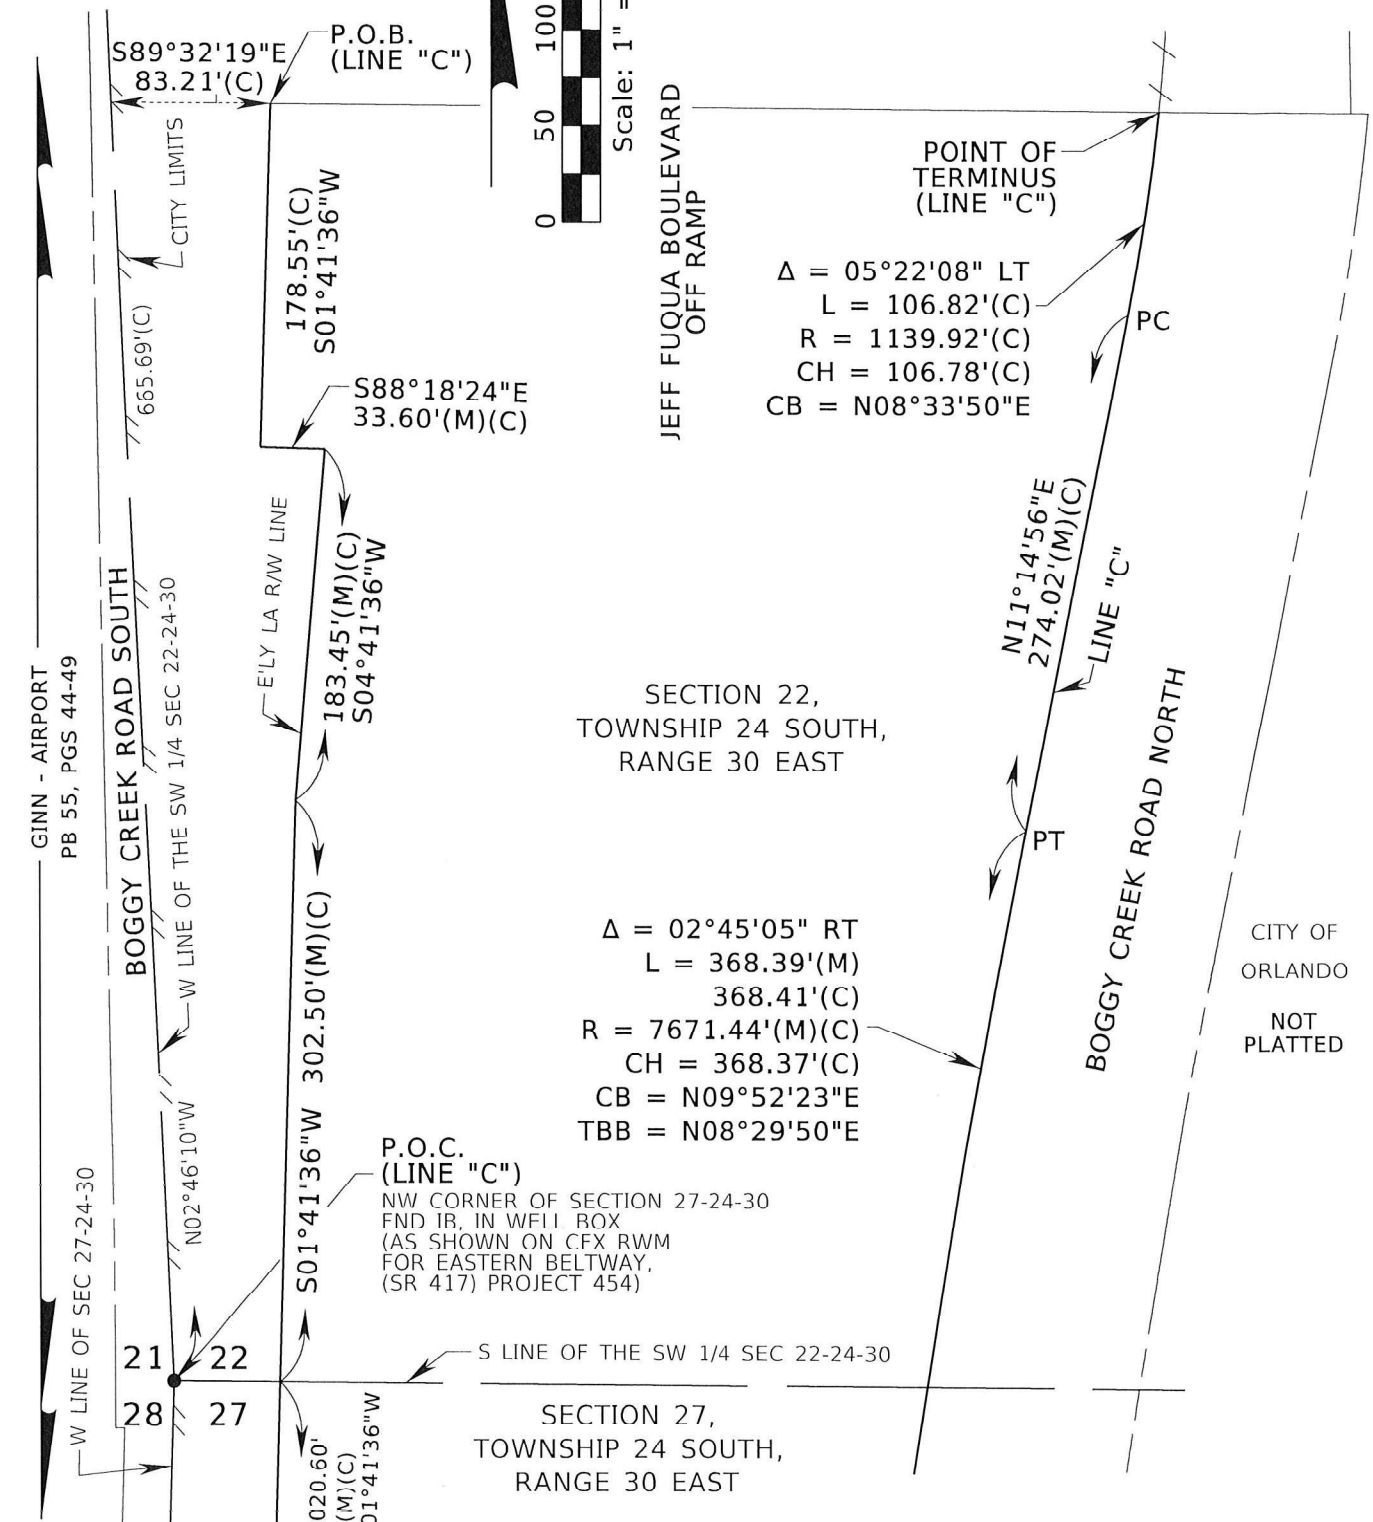 S89°32'19"E
83.21'(C)
P.O.B.
(LINE "C")
0
50
100
Scale: 1" =
CITY LIMITS
178.55'(C)
S01°41'36"W
JEFF FUQUA BOULEVARD
OFF RAMP
POINT OF
TERMINUS
(LINE "C")
Δ = 05°22'08" LT
L = 106.82'(C)
R = 1139.92'(C)
CH = 106.78'(C)
CB = N08°33'50"E
PC
665.69'(C)
S88°18'24"E
33.60'(M)(C)
E'LY LA R/W LINE
183.45'(M)(C)
S04°41'36"W
N11°14'56"E
274.02'(M)(C)
LINE "C"
GINN - AIRPORT
PB 55, PGS 44-49
BOGGY CREEK ROAD SOUTH
W LINE OF THE SW 1/4 SEC 22-24-30
SECTION 22,
TOWNSHIP 24 SOUTH,
RANGE 30 EAST
BOGGY CREEK ROAD NORTH
PT
CITY OF
ORLANDO
NOT
PLATTED
Δ = 02°45'05" RT
L = 368.39'(M)
368.41'(C)
R = 7671.44'(M)(C)
CH = 368.37'(C)
CB = N09°52'23"E
TBB = N08°29'50"E
S01°41'36"W 302.50'(M)(C)
N02°46'10"W
W LINE OF SEC 27-24-30
P.O.C.
(LINE "C")
NW CORNER OF SECTION 27-24-30
FND IR, IN WELL BOX
(AS SHOWN ON CFX RWM
FOR EASTERN BELTWAY,
(SR 417) PROJECT 454)
21 22
28 27
S LINE OF THE SW 1/4 SEC 22-24-30
SECTION 27,
TOWNSHIP 24 SOUTH,
RANGE 30 EAST
020.60'
(M)(C)
01°41'36"W